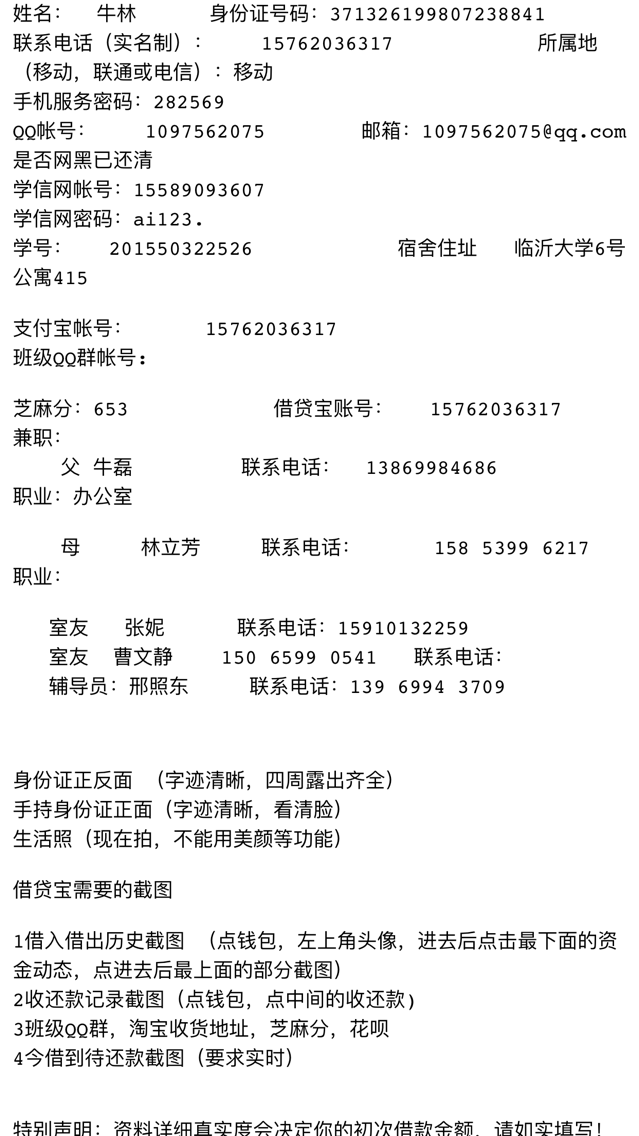 姓名： 牛林 身份证号码：371326199807238841
联系电话（实名制）： 15762036317 所属地
（移动，联通或电信）：移动
手机服务密码：282569
QQ帐号： 1097562075 邮箱：1097562075@qq.com
是否网黑已还清
学信网帐号：15589093607
学信网密码：ai123.
学号： 201550322526 宿舍住址 临沂大学6号
公寓415
支付宝帐号： 15762036317
班级QQ群帐号：
芝麻分：653 借贷宝账号： 15762036317
兼职：
父 牛磊 联系电话： 13869984686
职业：办公室
母 林立芳 联系电话： 158 5399 6217
职业：
室友 张妮 联系电话：15910132259
室友 曹文静 150 6599 0541 联系电话：
辅导员：邢照东 联系电话：139 6994 3709
身份证正反面 （字迹清晰，四周露出齐全）
手持身份证正面（字迹清晰，看清脸）
生活照（现在拍，不能用美颜等功能）
借贷宝需要的截图
1借入借出历史截图 （点钱包，左上角头像，进去后点击最下面的资
金动态，点进去后最上面的部分截图）
2收还款记录截图（点钱包，点中间的收还款)
3班级QQ群，淘宝收货地址，芝麻分，花呗
4今借到待还款截图（要求实时）
特别声明：资料详细真实度会决定你的初次借款金额，请如实填写！